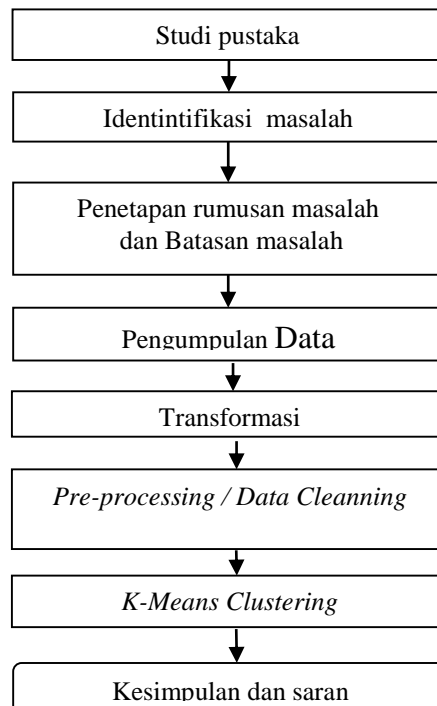 Studi pustaka
Identintifikasi masalah
Penetapan rumusan masalah
dan Batasan masalah
Pengumpulan Data
Transformasi
Pre-processing / Data Cleanning
K-Means Clustering
Kesimpulan dan saran